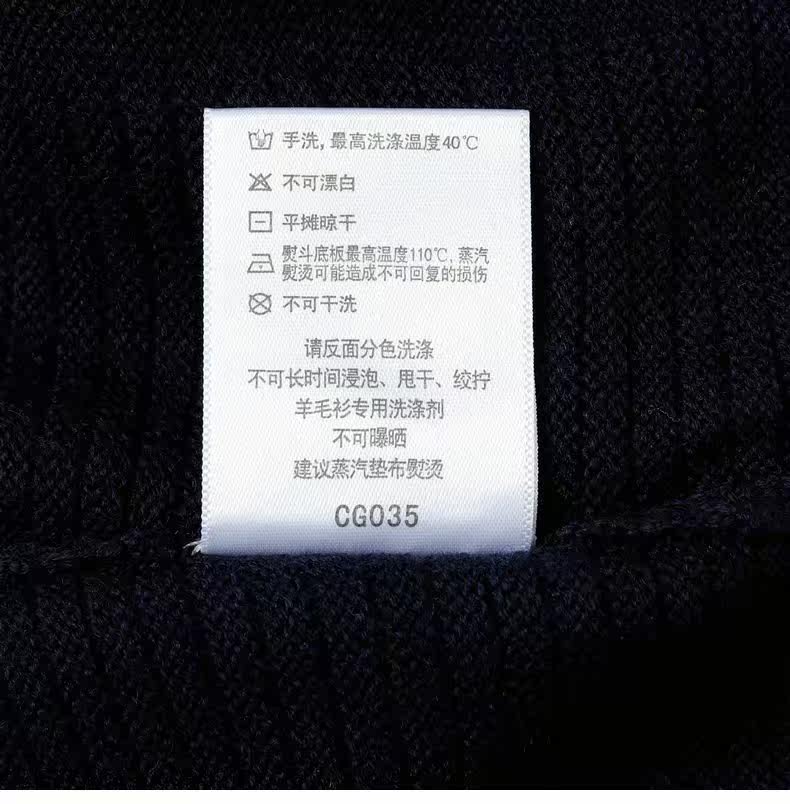 手洗，最高洗涤温度40℃
不可漂白
平摊晾干
熨斗底板最高温度110℃，蒸汽
熨烫可能造成不可回复的损伤
不可干洗
请反面分色洗涤
不可长时间浸泡、甩干、绞拧
羊毛衫专用洗涤剂
不可曝晒
建议蒸汽垫布熨烫
CG035